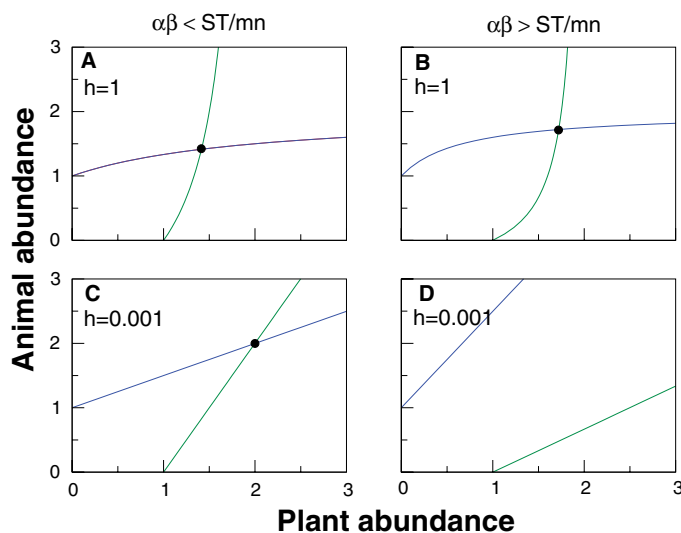 αβ < ST/mn
αβ > ST/mn
Animal abundance
3
2
1
0
A
h=1
B
h=1
3
2
1
0
C
h=0.001
D
h=0.001
0 1 2 3
0 1 2 3
Plant abundance